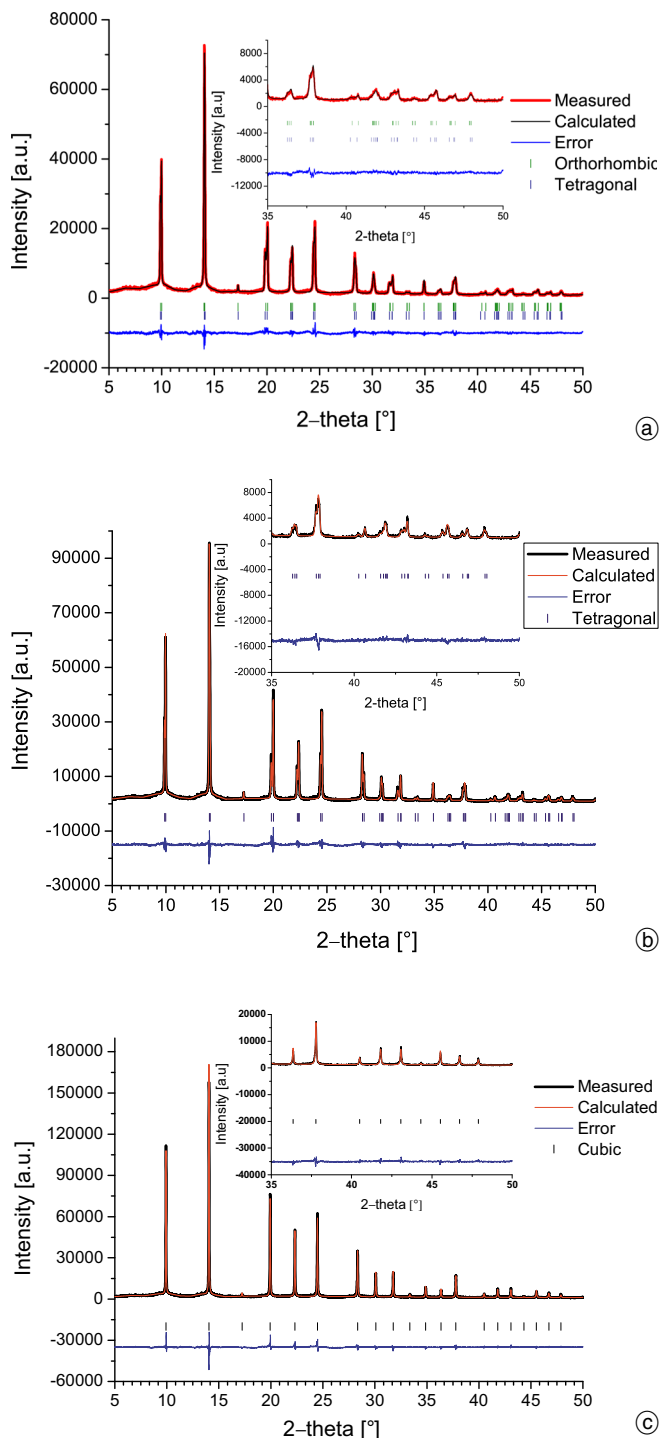 80000
60000
40000
20000
0
-20000
Intensity [a.u.]
5 10 15 20 25 30 35 40 45 50
2–theta [°]
8000
4000
0
-4000
-8000
-12000
Intensity [a.u]
35 40 45 50
2-theta [°]
Measured
Calculated
Error
Orthorhombic
Tetragonal
a
90000
70000
50000
30000
10000
-10000
-30000
Intensity [a.u.]
5 10 15 20 25 30 35 40 45 50
2–theta [°]
8000
4000
0
-4000
-8000
-12000
-16000
-20000
Intensity [a.u]
35 40 45 50
2-theta [°]
Measured
Calculated
Error
Tetragonal
b
180000
150000
120000
90000
60000
30000
0
-30000
-60000
Intensity [a.u.]
5 10 15 20 25 30 35 40 45 50
2–theta [°]
20000
10000
0
-10000
-20000
-30000
-40000
Intensity [a.u]
35 40 45 50
2–theta [°]
Measured
Calculated
Error
Cubic
c